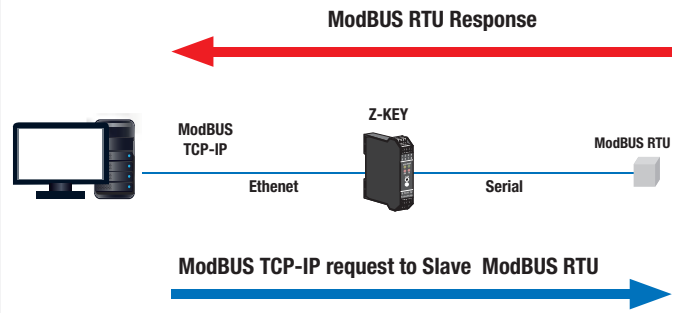 ModBUS RTU Response
Z-KEY
ModBUS
TCP-IP
ModBUS RTU
Ethenet
Serial
ModBUS TCP-IP request to Slave ModBUS RTU